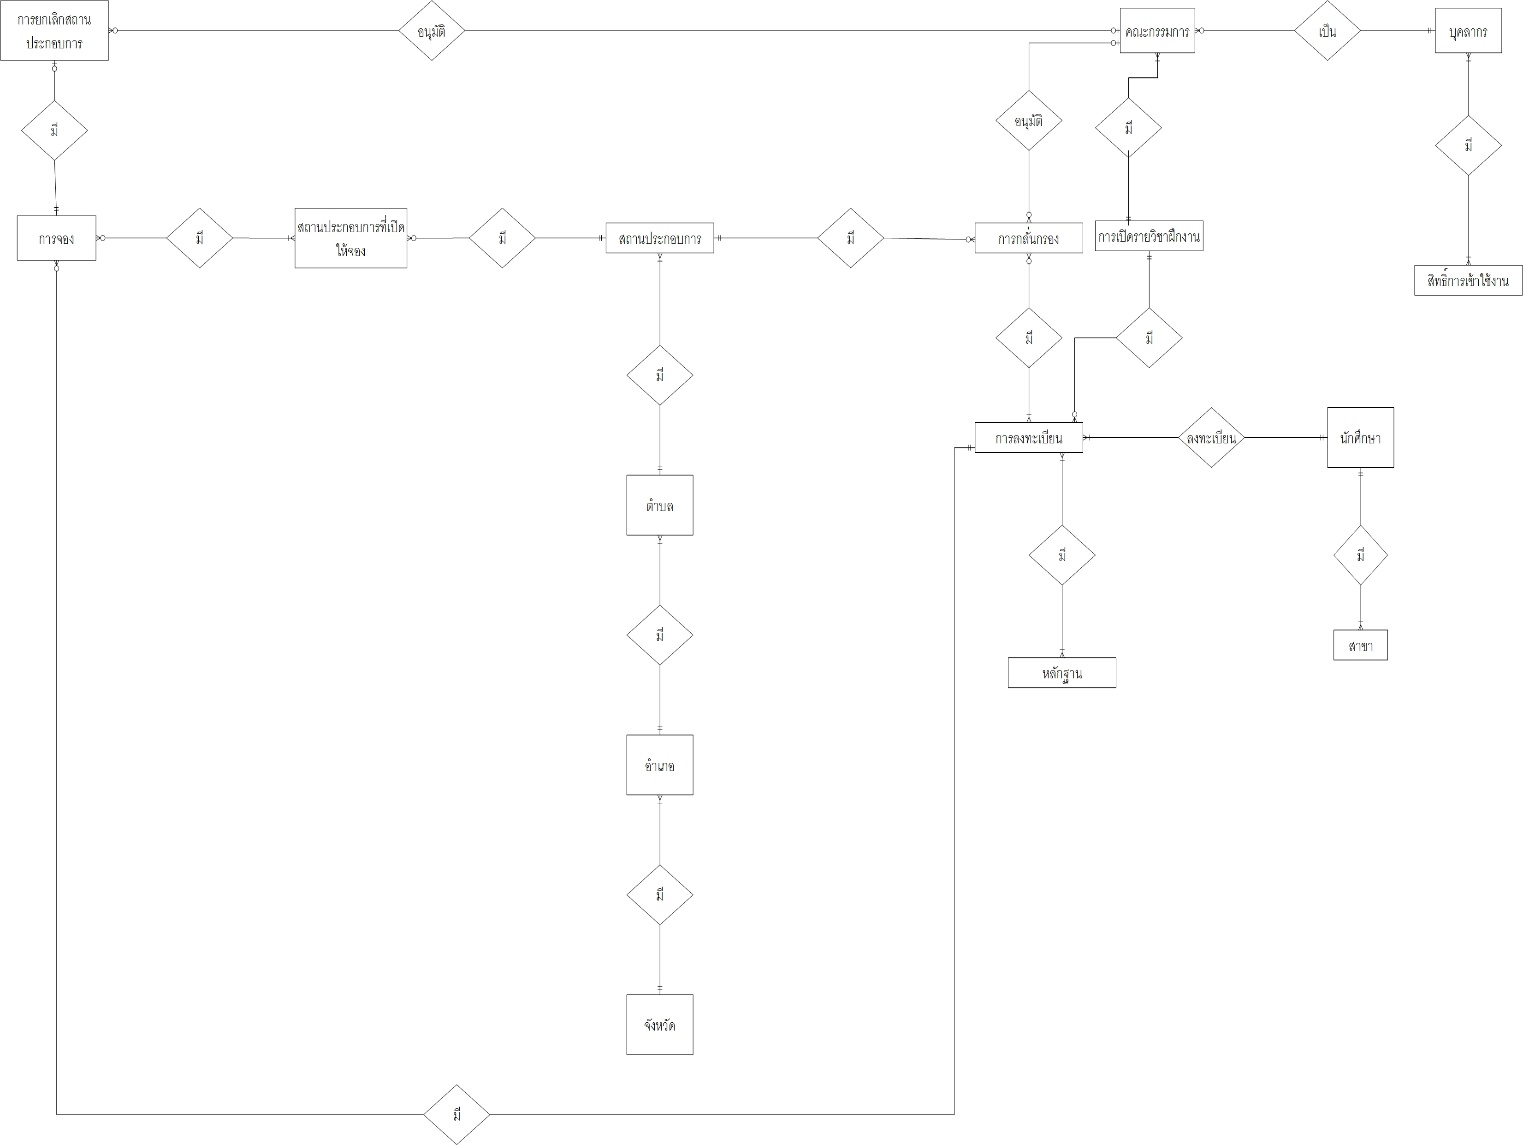 การยกเลิกสถาน
ประกอบการ
อนุมัติ
คณะกรรมการ
เป็น
บุคลากร
มี
อนุมัติ
มี
มี
การจอง
มี
สถานประกอบการที่เปิด
ให้จอง
มี
สถานประกอบการ
มี
การกลั่นกรอง
การเปิดรายวิชาฝึกงาน
สิทธิ์การเข้าใช้งาน
มี
มี
มี
การลงทะเบียน
ลงทะเบียน
นักศึกษา
ตำบล
มี
มี
มี
สาขา
หลักฐาน
อำเภอ
มี
จังหวัด
มี